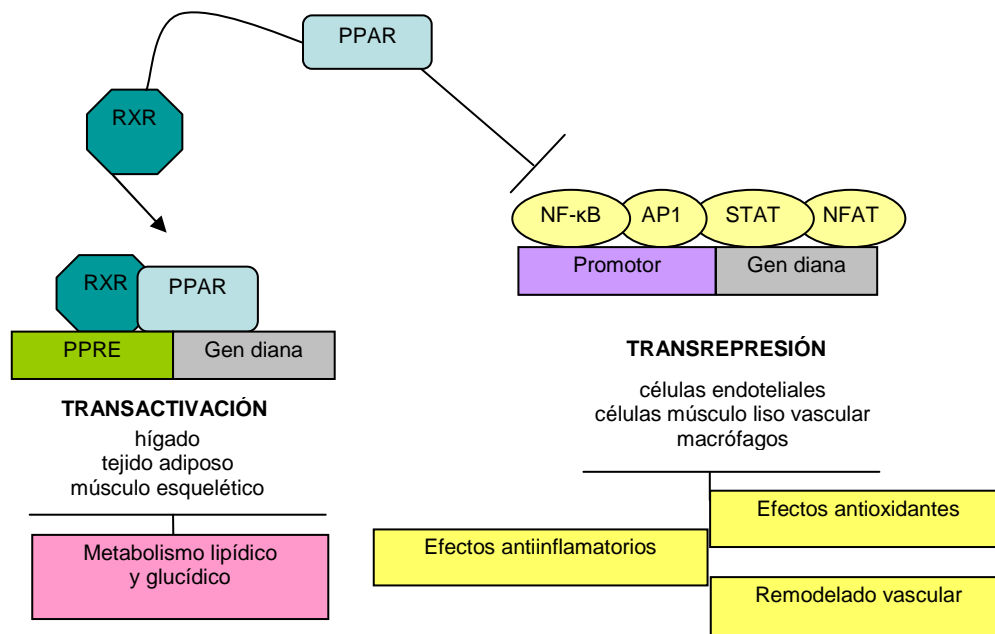 PPAR
RXR
NF-κB
AP1
STAT
NFAT
Promotor
Gen diana
RXR
PPAR
PPRE
Gen diana
TRANSACTIVACIÓN
hígado
tejido adiposo
músculo esquelético
Metabolismo lipídico
y glucídico
TRANSREPRESIÓN
células endoteliales
células músculo liso vascular
macrófagos
Efectos antioxidantes
Efectos antiinflamatorios
Remodelado vascular